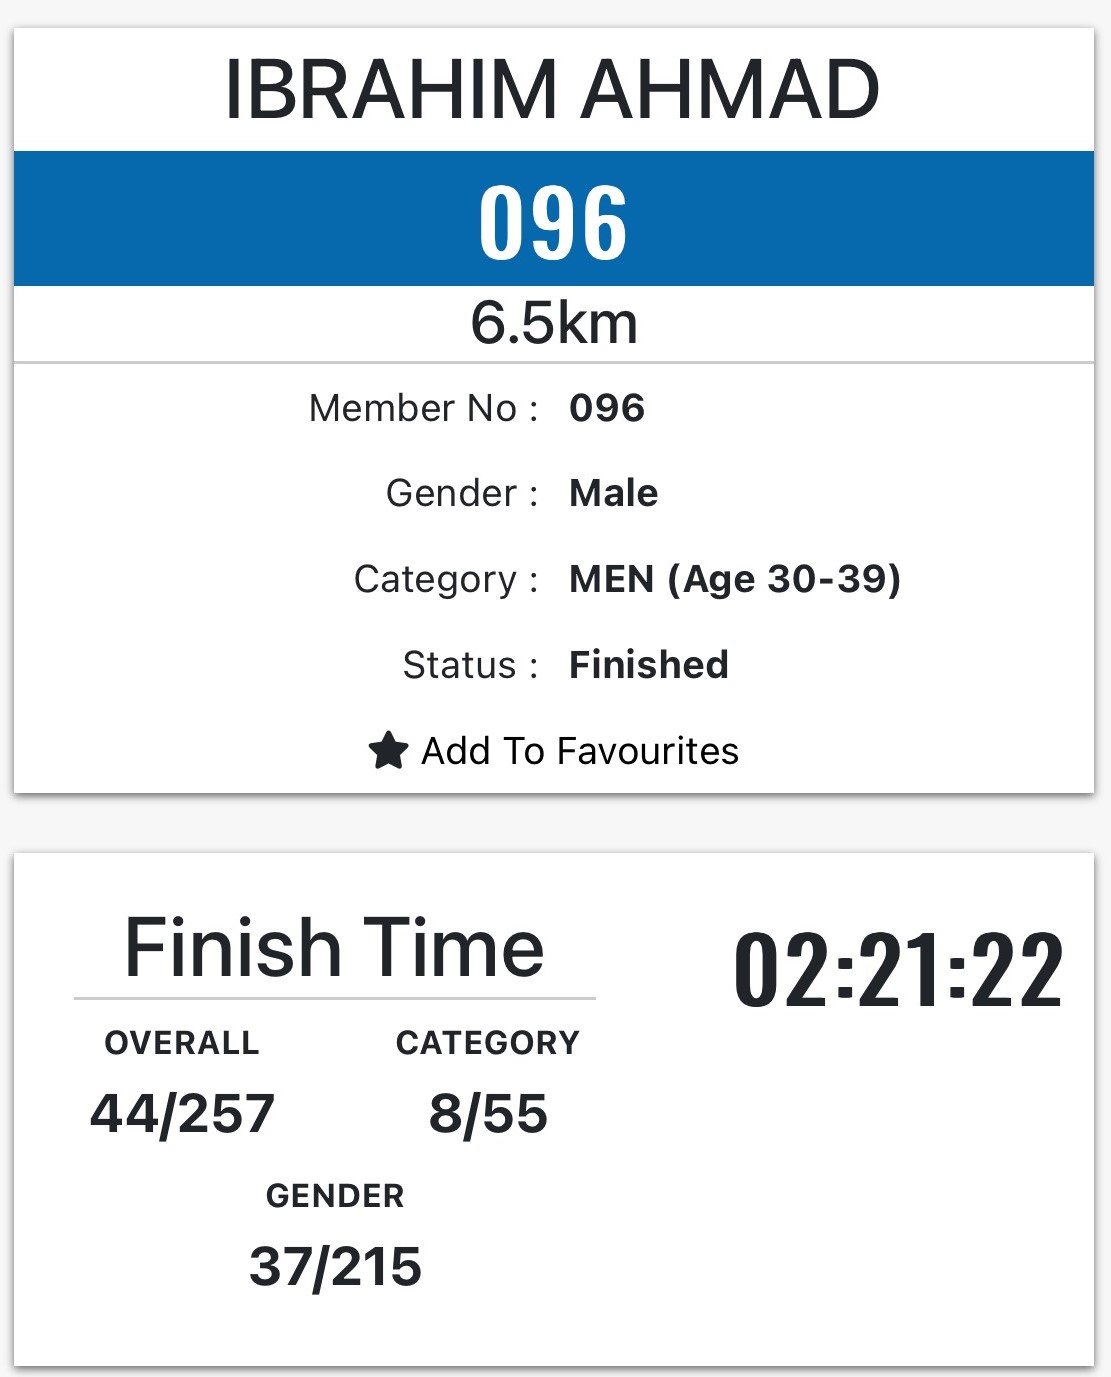 IBRAHIM AHMAD
096
6.5km
Member No : 096
Gender : Male
Category : MEN (Age 30-39)
Status : Finished
Add To Favourites
Finish Time
02:21:22
OVERALL CATEGORY
44/257 8/55
GENDER
37/215